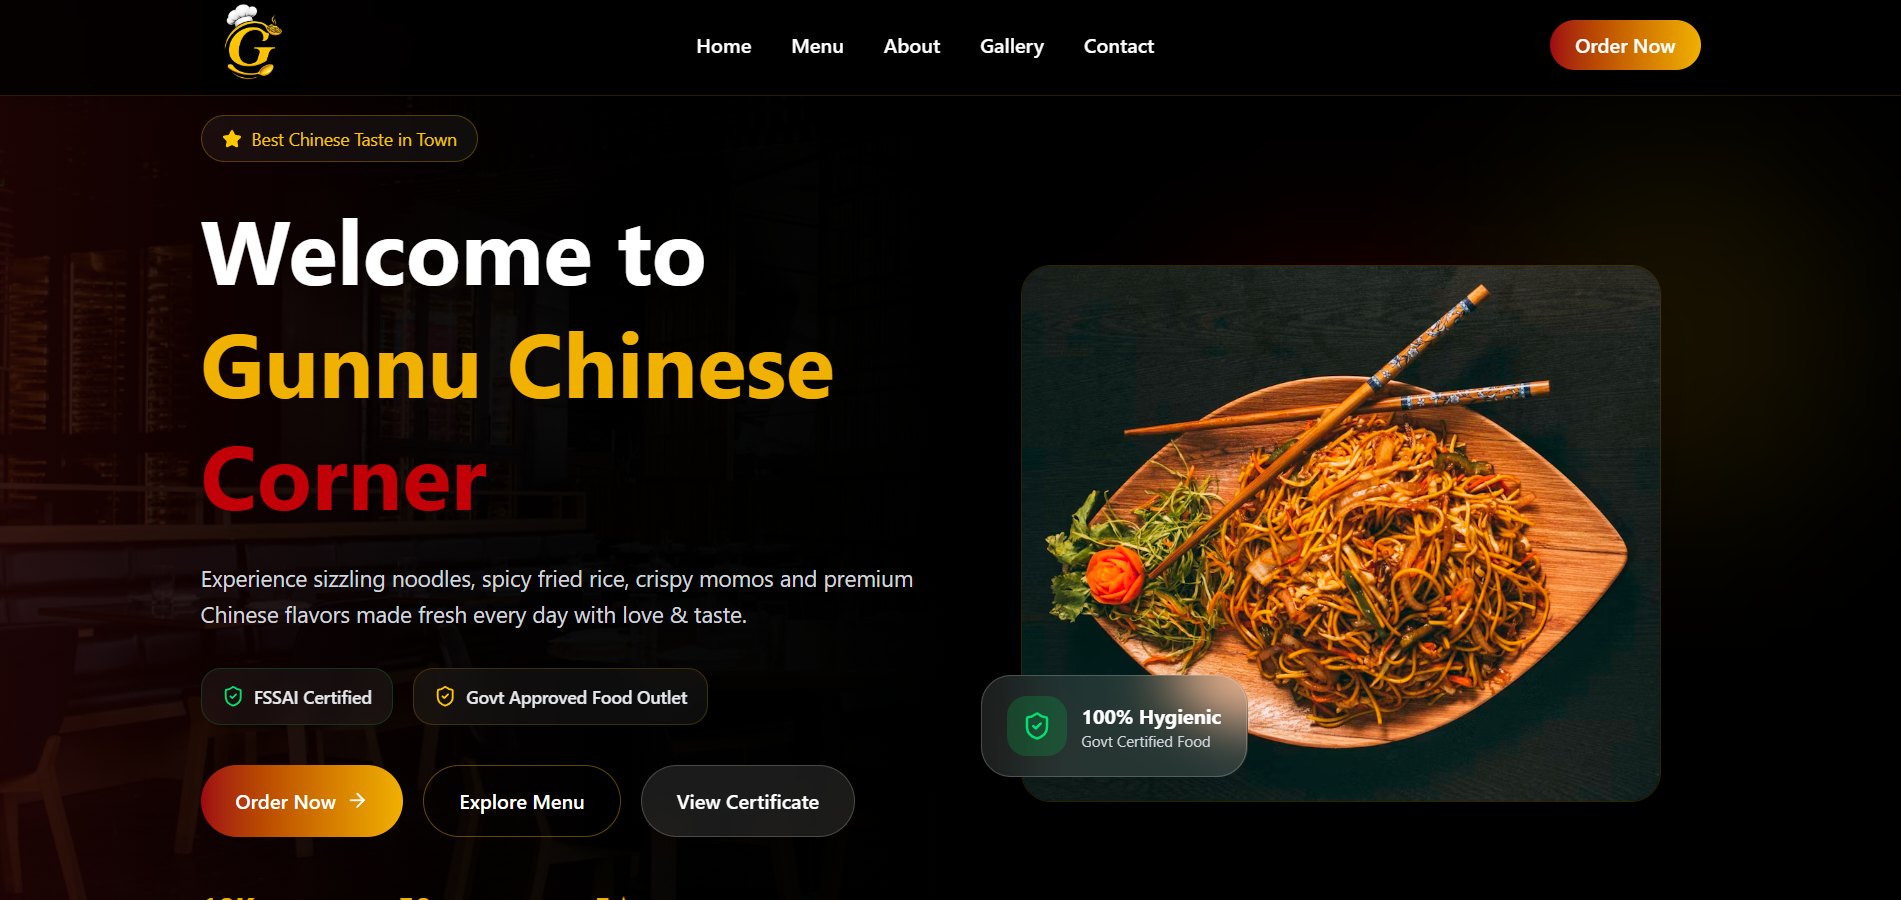 G
Home
Menu
About
Gallery
Contact
Order Now
Best Chinese Taste in Town
Welcome to
Gunnu Chinese
Corner
Experience sizzling noodles, spicy fried rice, crispy momos and premium
Chinese flavors made fresh every day with love & taste.
FSSAI Certified
Govt Approved Food Outlet
100% Hygienic
Govt Certified Food
Order Now
Explore Menu
View Certificate